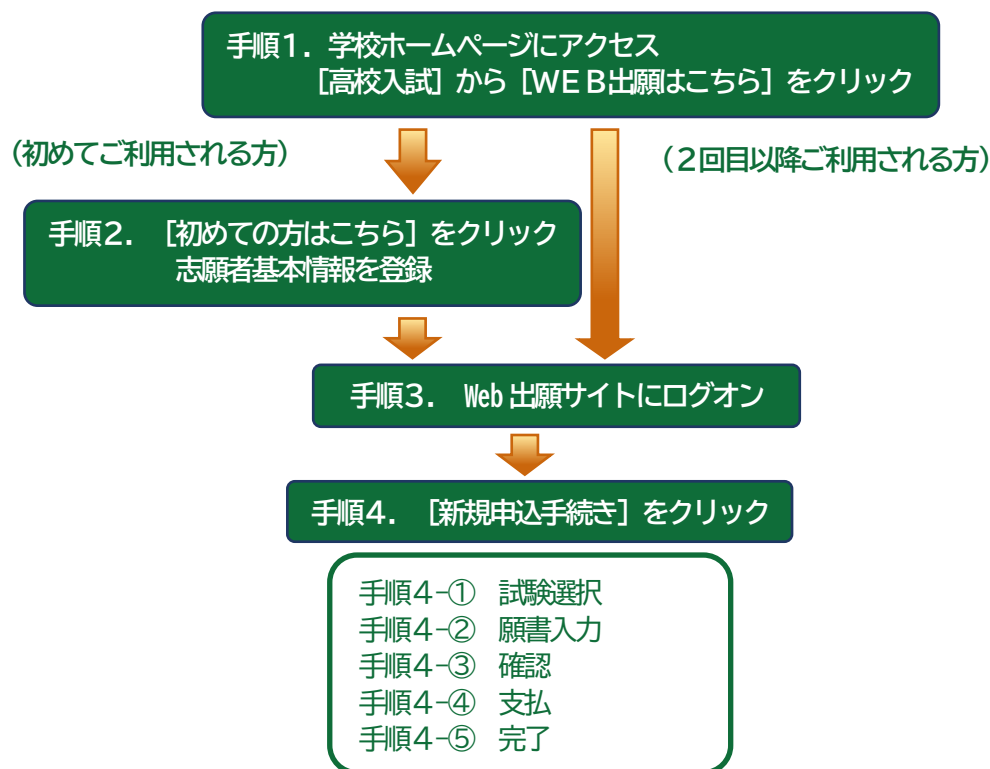 手順1．学校ホームページにアクセス
［高校入試］から［ＷＥＢ出願はこちら］をクリック
（初めてご利用される方）
（２回目以降ご利用される方）
手順2．［初めての方はこちら］をクリック
志願者基本情報を登録
手順3．　Web 出願サイトにログオン
手順4．［新規申込手続き］をクリック
手順4-①　試験選択
手順4-②　願書入力
手順4-③　確認
手順4-④　支払
手順4-⑤　完了